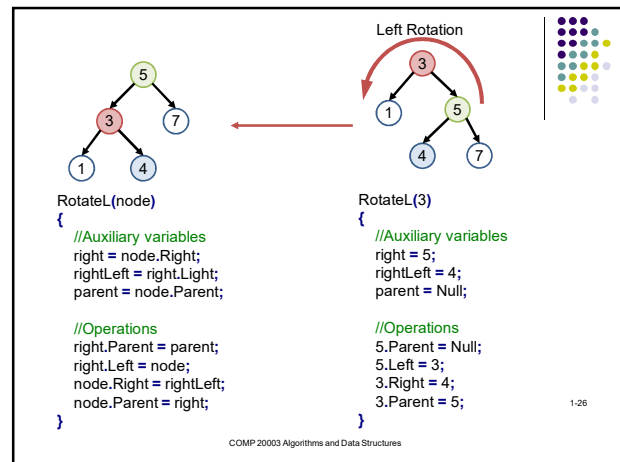 Left Rotation
5
3
7
1
4
3
1
5
4
7
RotateL(node)
{
//Auxiliary variables
right = node.Right;
rightLeft = right.Light;
parent = node.Parent;
//Operations
right.Parent = parent;
right.Left = node;
node.Right = rightLeft;
node.Parent = right;
}
RotateL(3)
{
//Auxiliary variables
right = 5;
rightLeft = 4;
parent = Null;
//Operations
5.Parent = Null;
5.Left = 3;
3.Right = 4;
3.Parent = 5;
}
1-26
COMP 20003 Algorithms and Data Structures